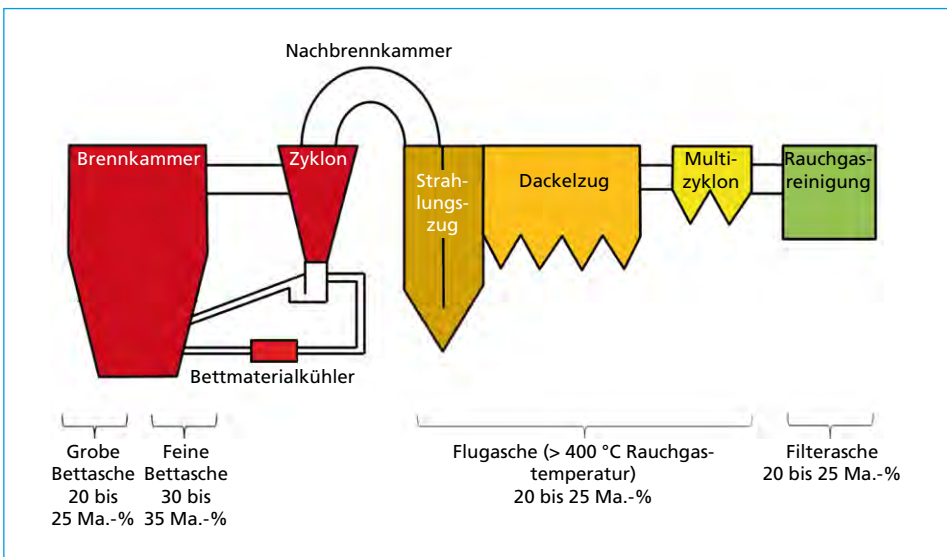 Nachbrennkammer
Brennkammer
Zyklon
Strah-
lungs-
zug
Dackelzug
Multi-
zyklon
Rauchgas-
reinigung
Bettmaterialkühler
Grobe
Bettasche
20 bis
25 Ma.-%
Feine
Bettasche
30 bis
35 Ma.-%
Flugasche (> 400 °C Rauchgas-
temperatur)
20 bis 25 Ma.-%
Filterasche
20 bis 25 Ma.-%